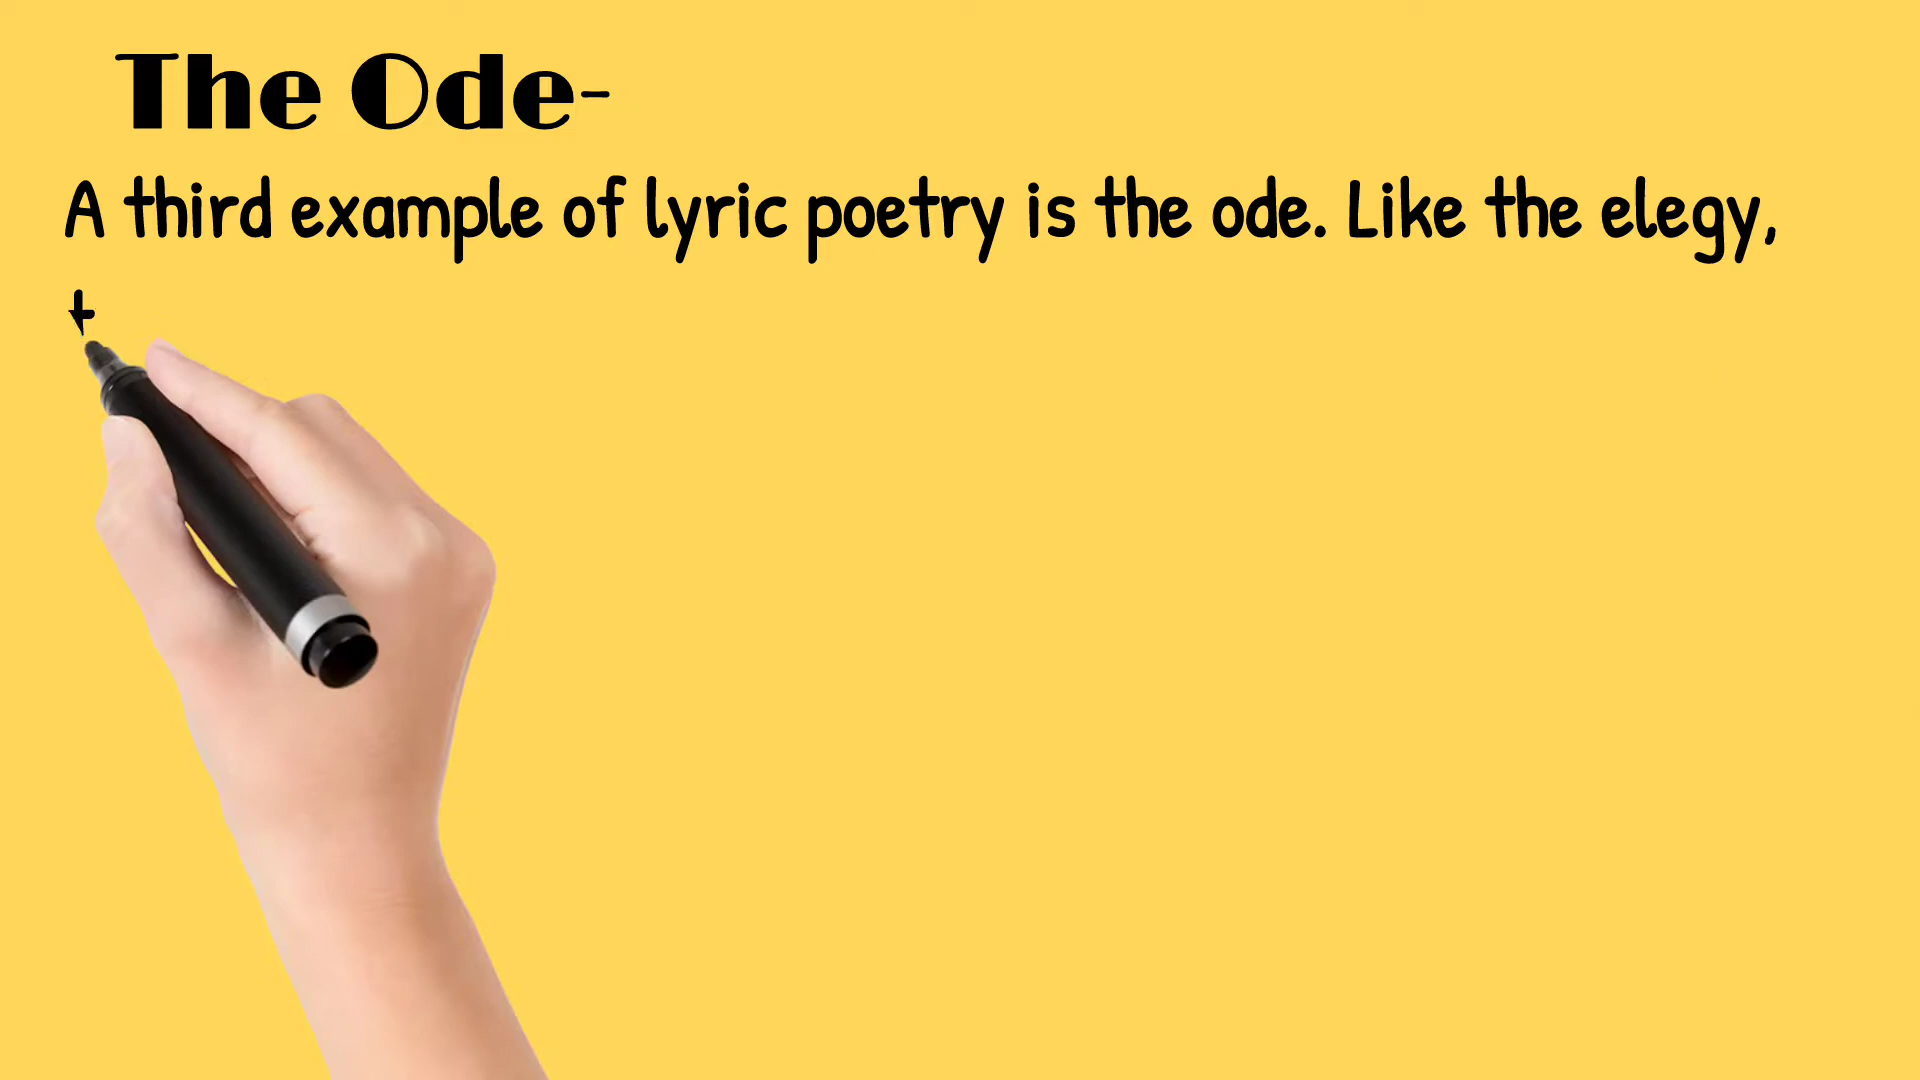 The Ode-
A third example of lyric poetry is the ode. Like the elegy,